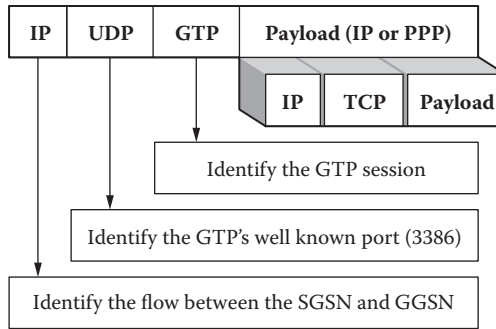 IP UDP GTP Payload (IP or PPP)
IP TCP Payload
Identify the GTP session
Identify the GTP's well known port (3386)
Identify the flow between the SGSN and GGSN